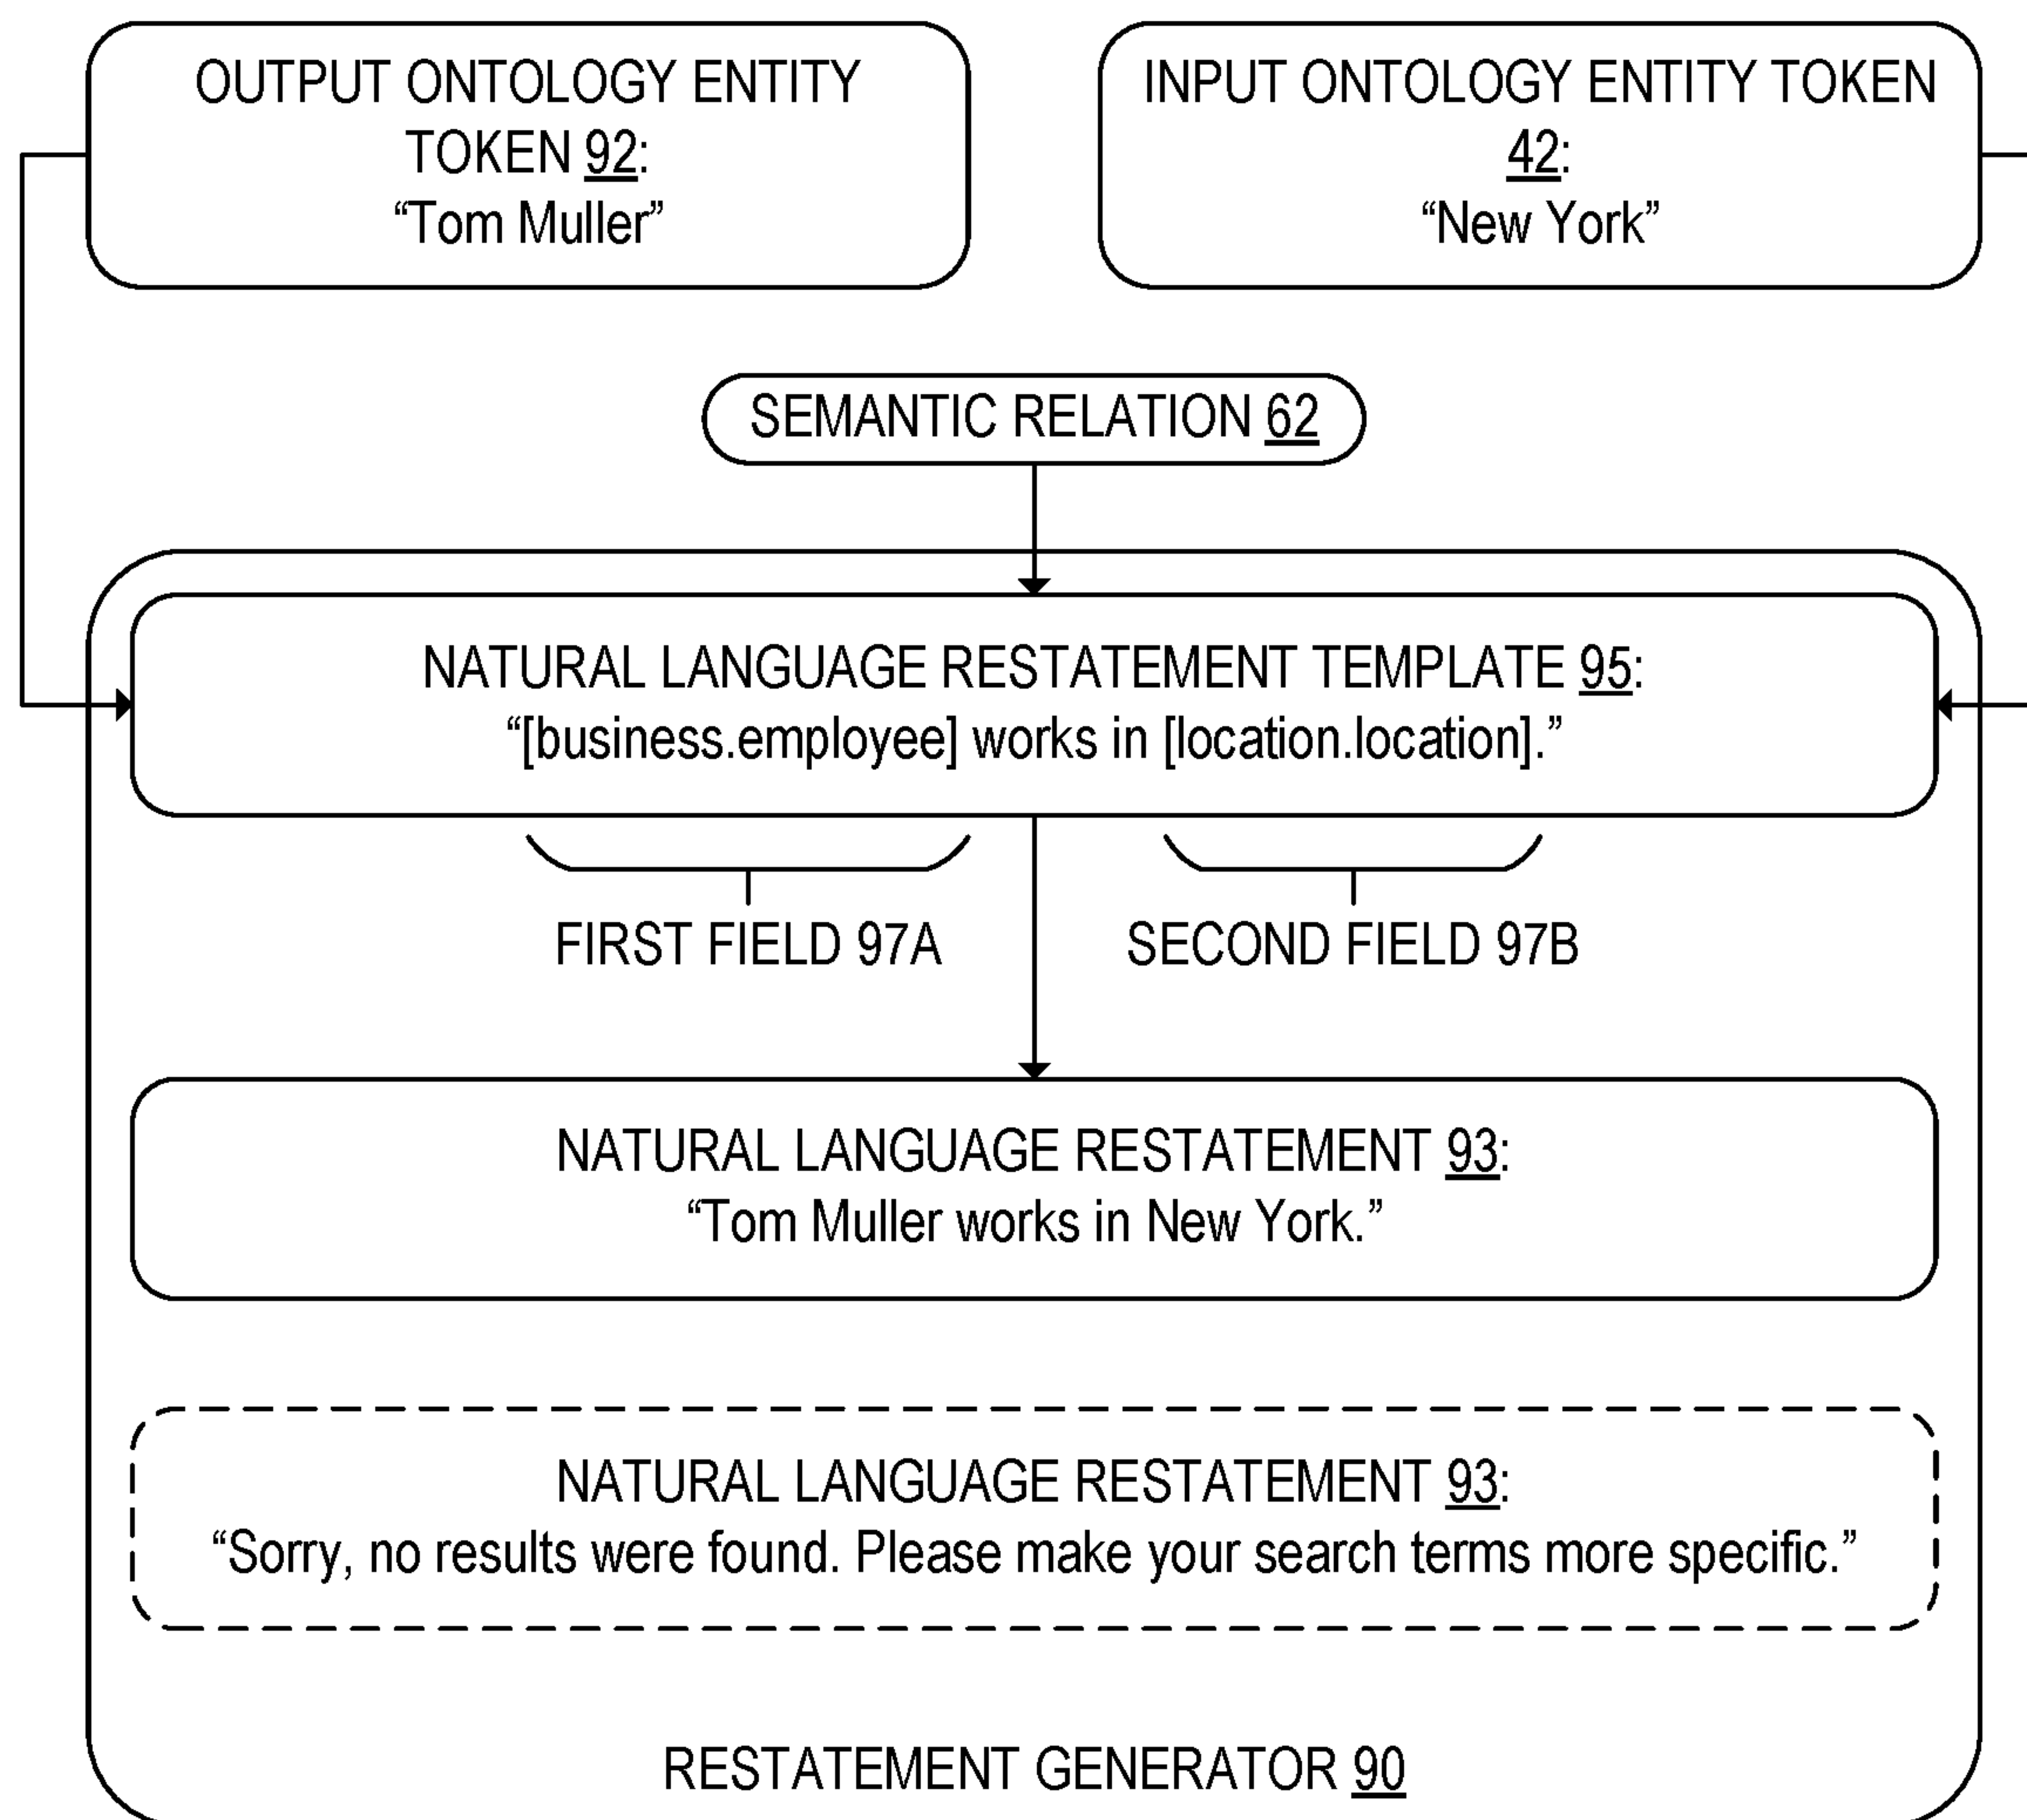 OUTPUT ONTOLOGY ENTITY
TOKEN 92:
“Tom Muller”
INPUT ONTOLOGY ENTITY TOKEN
42:
“New York”
SEMANTIC RELATION 62
NATURAL LANGUAGE RESTATEMENT TEMPLATE 95:
“[business.employee] works in [location.location].”
FIRST FIELD 97A
SECOND FIELD 97B
NATURAL LANGUAGE RESTATEMENT 93:
“Tom Muller works in New York.”
NATURAL LANGUAGE RESTATEMENT 93:
“Sorry, no results were found. Please make your search terms more specific.”
RESTATEMENT GENERATOR 90